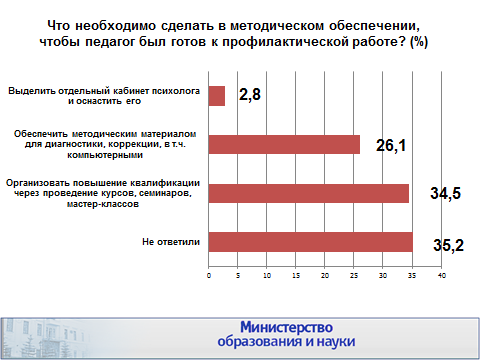 Что необходимо сделать в методическом обеспечении,
чтобы педагог был готов к профилактической работе? (%)
Выделить отдельный кабинет психолога
и оснастить его
2,8
Обеспечить методическим материалом
для диагностики, коррекции, в т.ч.
компьютерными
26,1
Организовать повышение квалификации
через проведение курсов, семинаров,
мастер-классов
34,5
Не ответили
35,2
0 5 10 15 20 25 30 35 40
Министерство
образования и науки